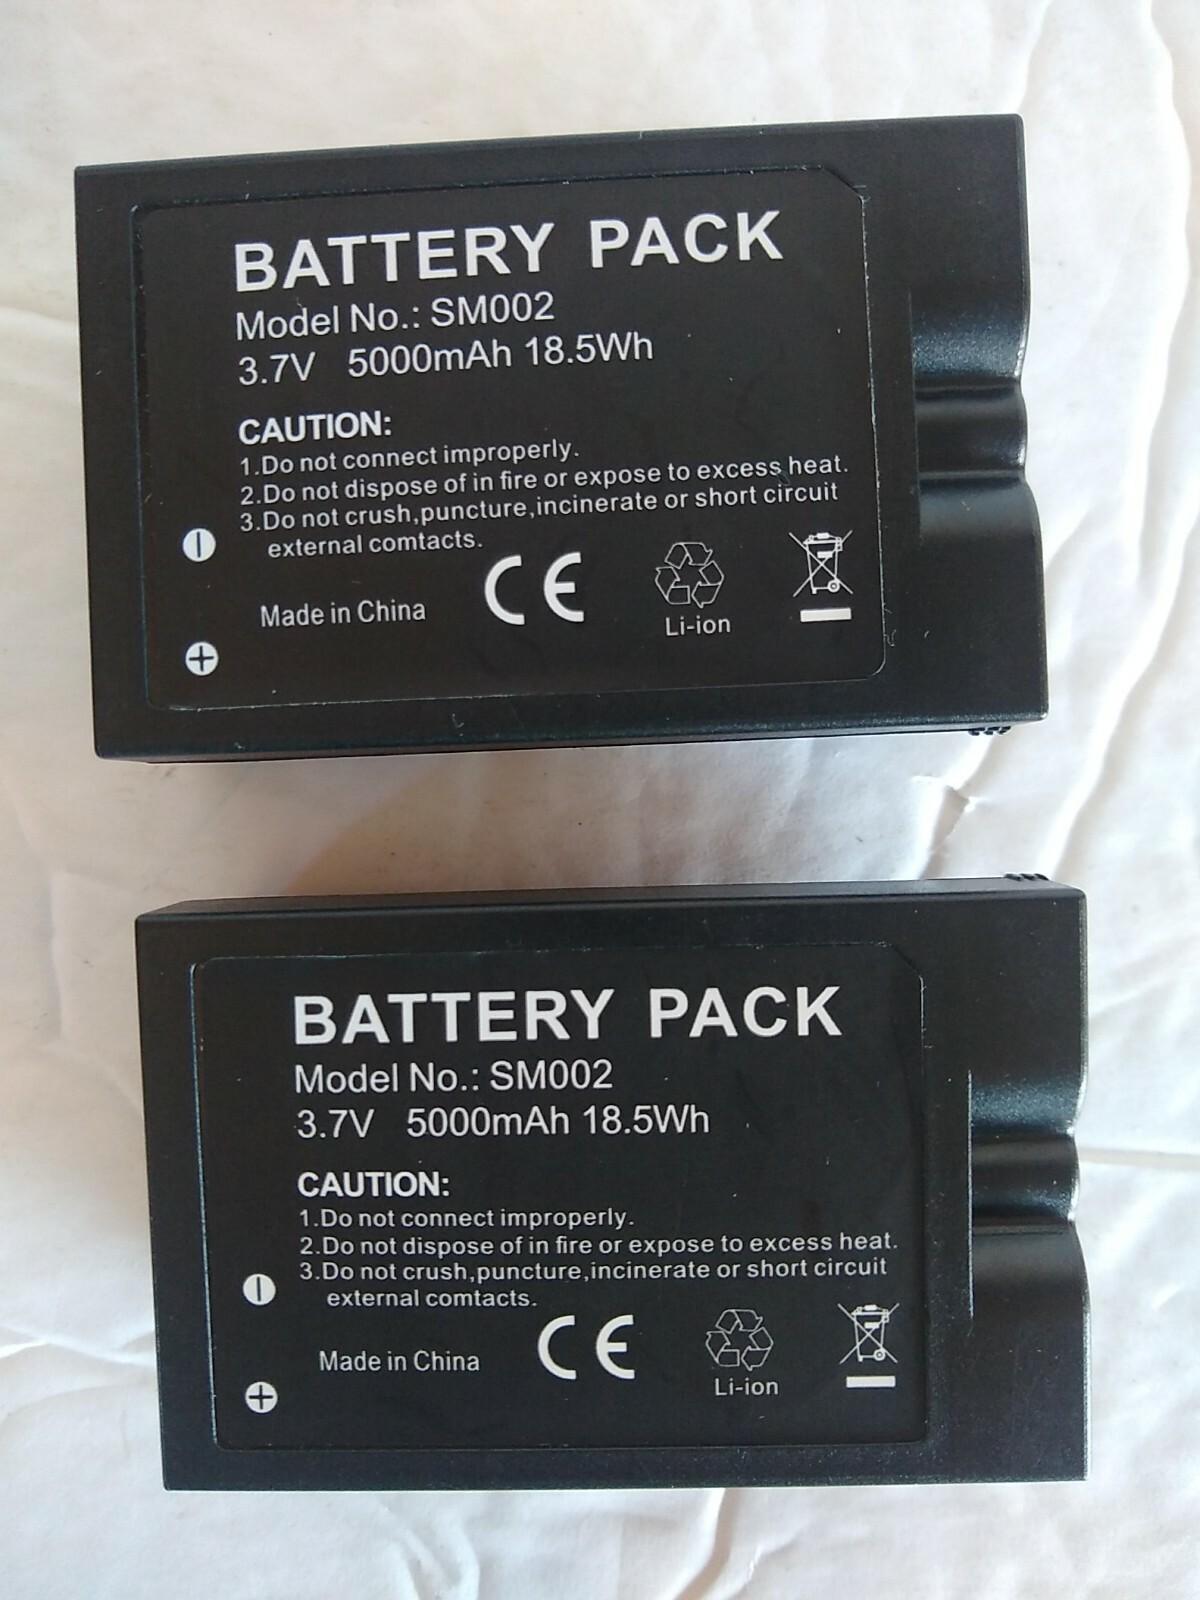 BATTERY PACK
Model No.: SM002
3.7V 5000mAh 18.5Wh
CAUTION:
1.Do not connect improperly.
2.Do not dispose of in fire or expose to excess heat.
3.Do not crush,puncture,incinerate or short circuit
external comtacts.
Made in China
CE
Li-ion
BATTERY PACK
Model No.: SM002
3.7V 5000mAh 18.5Wh
CAUTION:
1.Do not connect improperly.
2.Do not dispose of in fire or expose to excess heat.
3.Do not crush,puncture,incinerate or short circuit
external comtacts.
Made in China
CE
Li-ion